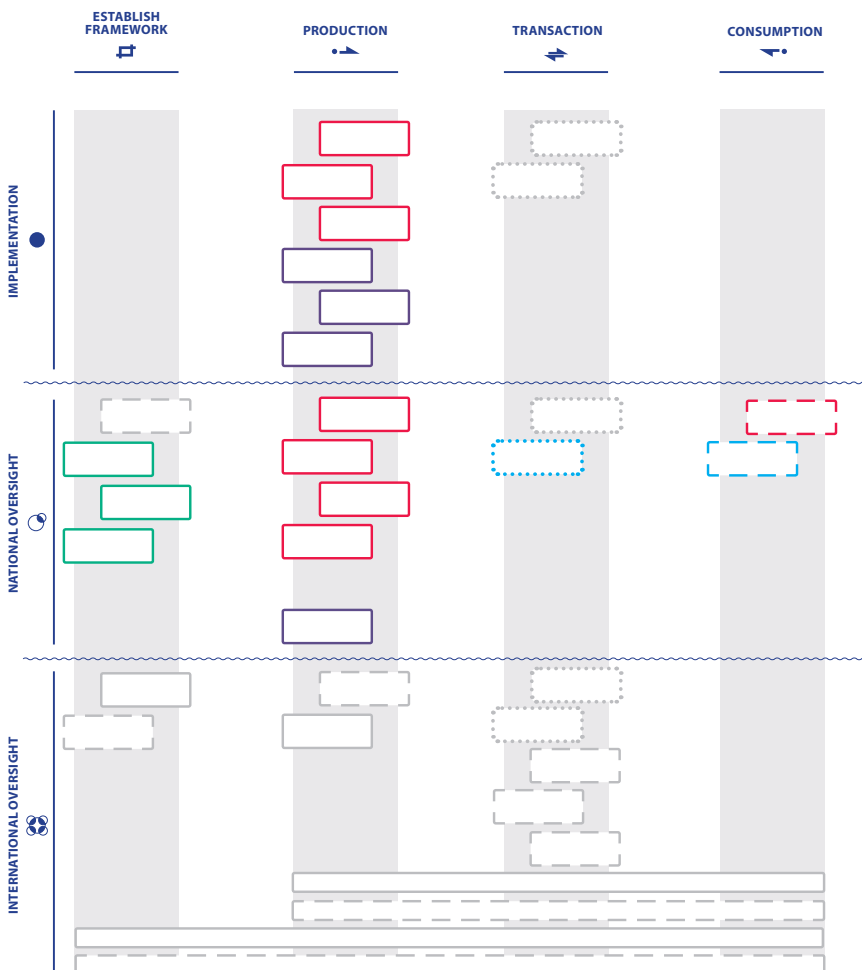 ESTABLISH
FRAMEWORK
PRODUCTION
TRANSACTION
CONSUMPTION
IMPLEMENTATION
NATIONAL OVERSIGHT
INTERNATIONAL OVERSIGHT